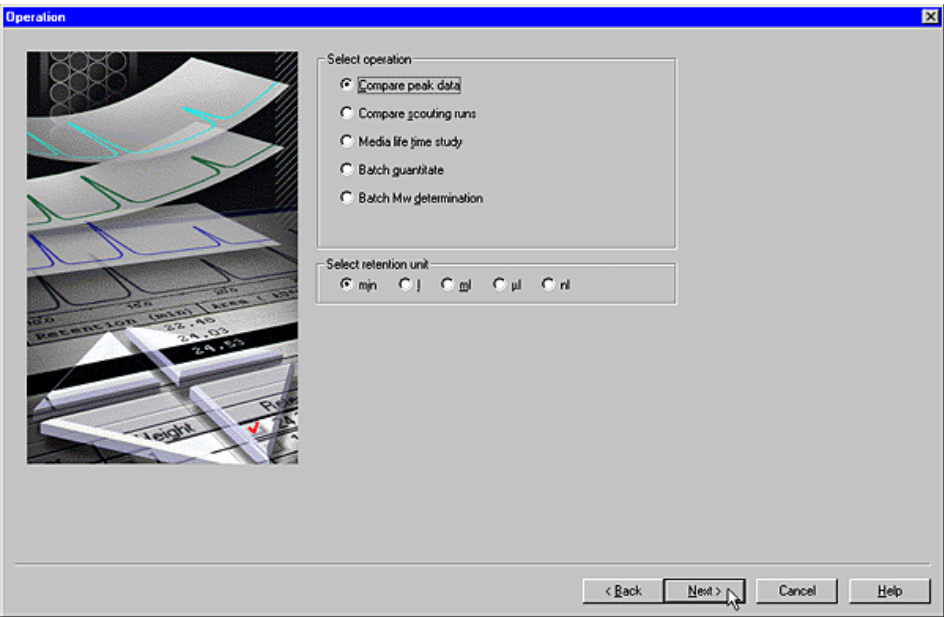 Operation
Select operation
Compare peak data
Compare scouting runs
Media life time study
Batch quantitate
Batch Mw determination
Select retention unit
min l ml µl nl
Retention (min) Area (
22.48
24.03
24.53
Height
< Back Next > Cancel Help